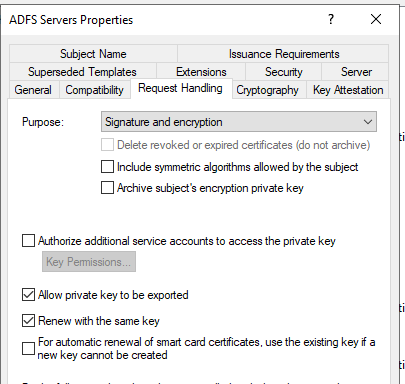 ADFS Servers Properties
Subject Name Issuance Requirements
Superseded Templates Extensions Security Server
General Compatibility Request Handling Cryptography Key Attestation
Purpose: Signature and encryption
Delete revoked or expired certificates (do not archive)
Include symmetric algorithms allowed by the subject
Archive subject's encryption private key
Authorize additional service accounts to access the private key
Key Permissions...
Allow private key to be exported
Renew with the same key
For automatic renewal of smart card certificates, use the existing key if a
new key cannot be created